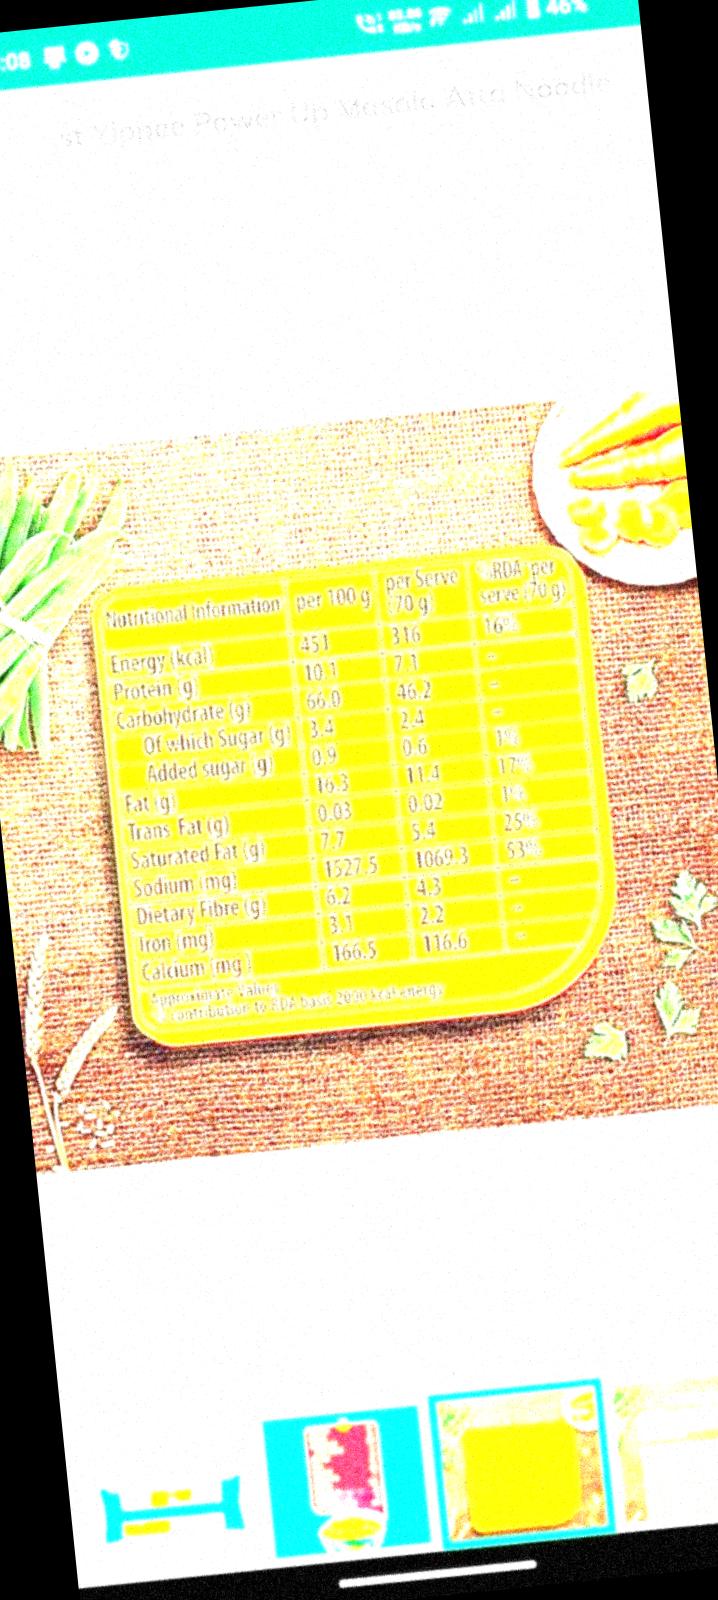 :08 46%
st Yippee Power Up Masala Atta Noodle
Nutritional Information per 100 g per Serve (70 g) %RDA per serve (70 g)
Energy (kcal) 451 316 16%
Protein (g) 10.1 7.1 -
Carbohydrate (g) 66.0 46.2 -
Of which Sugar (g) 3.4 2.4 -
Added sugar (g) 0.9 0.6 1%
Fat (g) 16.3 11.4 17%
Trans Fat (g) 0.03 0.02 1%
Saturated Fat (g) 7.7 5.4 25%
Sodium (mg) 1527.5 1069.3 53%
Dietary Fibre (g) 6.2 4.3 -
Iron (mg) 3.1 2.2 -
Calcium (mg) 166.5 116.6 -
Approximate Values
contribution to RDA basis 2000 kcal energy